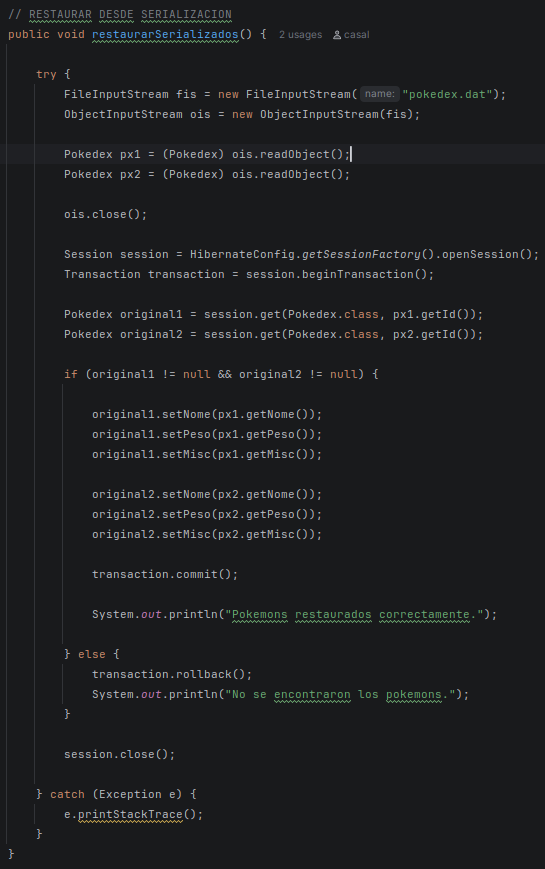 // RESTAURAR DESDE SERIALIZACION
public void restaurarSerializados() { 2 usages casal
try {
FileInputStream fis = new FileInputStream( name: "pokedex.dat");
ObjectInputStream ois = new ObjectInputStream(fis);
Pokedex px1 = (Pokedex) ois.readObject();
Pokedex px2 = (Pokedex) ois.readObject();
ois.close();
Session session = HibernateConfig.getSessionFactory().openSession();
Transaction transaction = session.beginTransaction();
Pokedex original1 = session.get(Pokedex.class, px1.getId());
Pokedex original2 = session.get(Pokedex.class, px2.getId());
if (original1 != null && original2 != null) {
original1.setNome(px1.getNome());
original1.setPeso(px1.getPeso());
original1.setMisc(px1.getMisc());
original2.setNome(px2.getNome());
original2.setPeso(px2.getPeso());
original2.setMisc(px2.getMisc());
transaction.commit();
System.out.println("Pokemons restaurados correctamente.");
} else {
transaction.rollback();
System.out.println("No se encontraron los pokemons.");
}
session.close();
} catch (Exception e) {
e.printStackTrace();
}
}